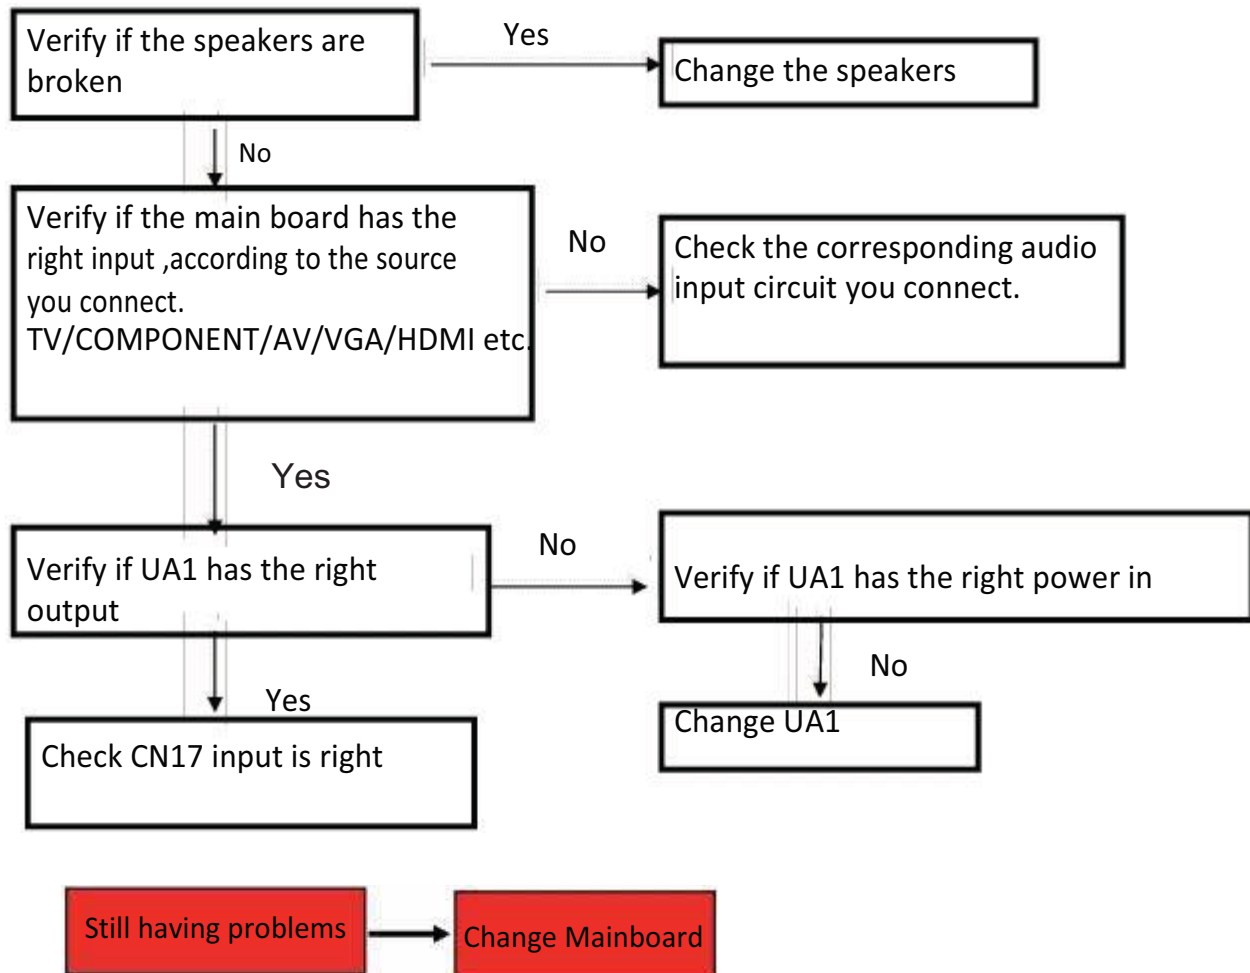 Verify if the speakers are
broken
Yes
Change the speakers
No
Verify if the main board has the
right input ,according to the source
you connect.
TV/COMPONENT/AV/VGA/HDMI etc.
No
Check the corresponding audio
input circuit you connect.
Yes
Verify if UA1 has the right
output
No
Verify if UA1 has the right power in
Yes
Check CN17 input is right
No
Change UA1
Still having problems
Change Mainboard